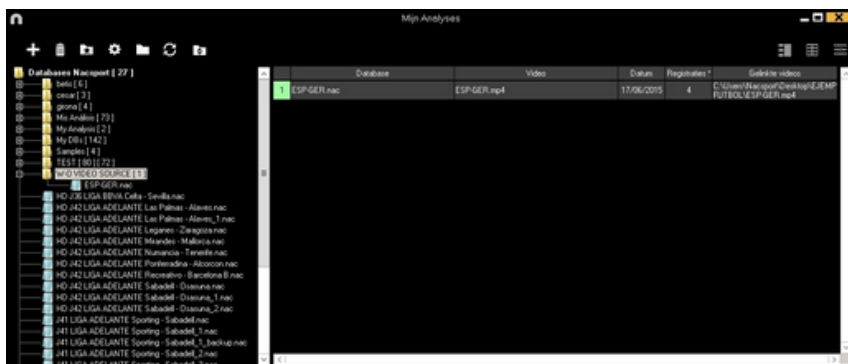 Mijn Analyses
Databases Nacsport [ 27 ]
betis [ 6 ]
cesar [ 3 ]
girona [ 4 ]
Mis Análisis [ 73 ]
My Analysis [ 2 ]
My DBs [ 142 ]
Samples [ 4 ]
TEST [ 80 ] [ 72 ]
W-O VIDEO SOURCE [ 1 ]
ESP-GER.nac
HD J36 LIGA BBVA Celta - Sevilla.nac
HD J42 LIGA ADELANTE Las Palmas - Alaves.nac
HD J42 LIGA ADELANTE Las Palmas - Alaves_1.nac
HD J42 LIGA ADELANTE Leganes - Zaragoza.nac
HD J42 LIGA ADELANTE Mirandes - Mallorca.nac
HD J42 LIGA ADELANTE Numancia - Tenerife.nac
HD J42 LIGA ADELANTE Ponferradina - Alcorcon.nac
HD J42 LIGA ADELANTE Recreativo - Barcelona B.nac
HD J42 LIGA ADELANTE Sabadell - Osasuna.nac
HD J42 LIGA ADELANTE Sabadell - Osasuna_1.nac
HD J42 LIGA ADELANTE Sabadell - Osasuna_2.nac
J41 LIGA ADELANTE Sporting - Sabadell.nac
J41 LIGA ADELANTE Sporting - Sabadell_1.nac
J41 LIGA ADELANTE Sporting - Sabadell_1_backup.nac
J41 LIGA ADELANTE Sporting - Sabadell_2.nac
Database Video Datum Registraties * Gelinkte videos
1 ESP-GER.nac ESP-GER.mp4 17/06/2015 4 C:\Users\Nacsport\Desktop\EJEMP
FUTBOL\ESP-GER.mp4